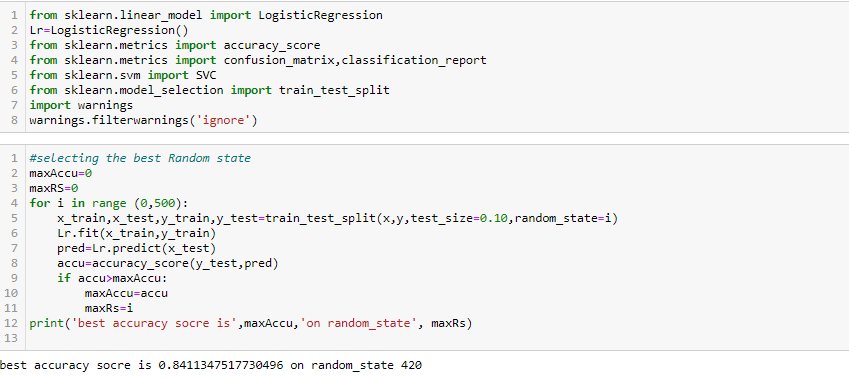 1 from sklearn.linear_model import LogisticRegression
2 Lr=LogisticRegression()
3 from sklearn.metrics import accuracy_score
4 from sklearn.metrics import confusion_matrix,classification_report
5 from sklearn.svm import SVC
6 from sklearn.model_selection import train_test_split
7 import warnings
8 warnings.filterwarnings('ignore')
1 #selecting the best Random state
2 maxAccu=0
3 maxRS=0
4 for i in range (0,500):
5     x_train,x_test,y_train,y_test=train_test_split(x,y,test_size=0.10,random_state=i)
6     Lr.fit(x_train,y_train)
7     pred=Lr.predict(x_test)
8     accu=accuracy_score(y_test,pred)
9     if accu>maxAccu:
10         maxAccu=accu
11         maxRs=i
12 print('best accuracy socre is',maxAccu,'on random_state', maxRs)
13
best accuracy socre is 0.8411347517730496 on random_state 420